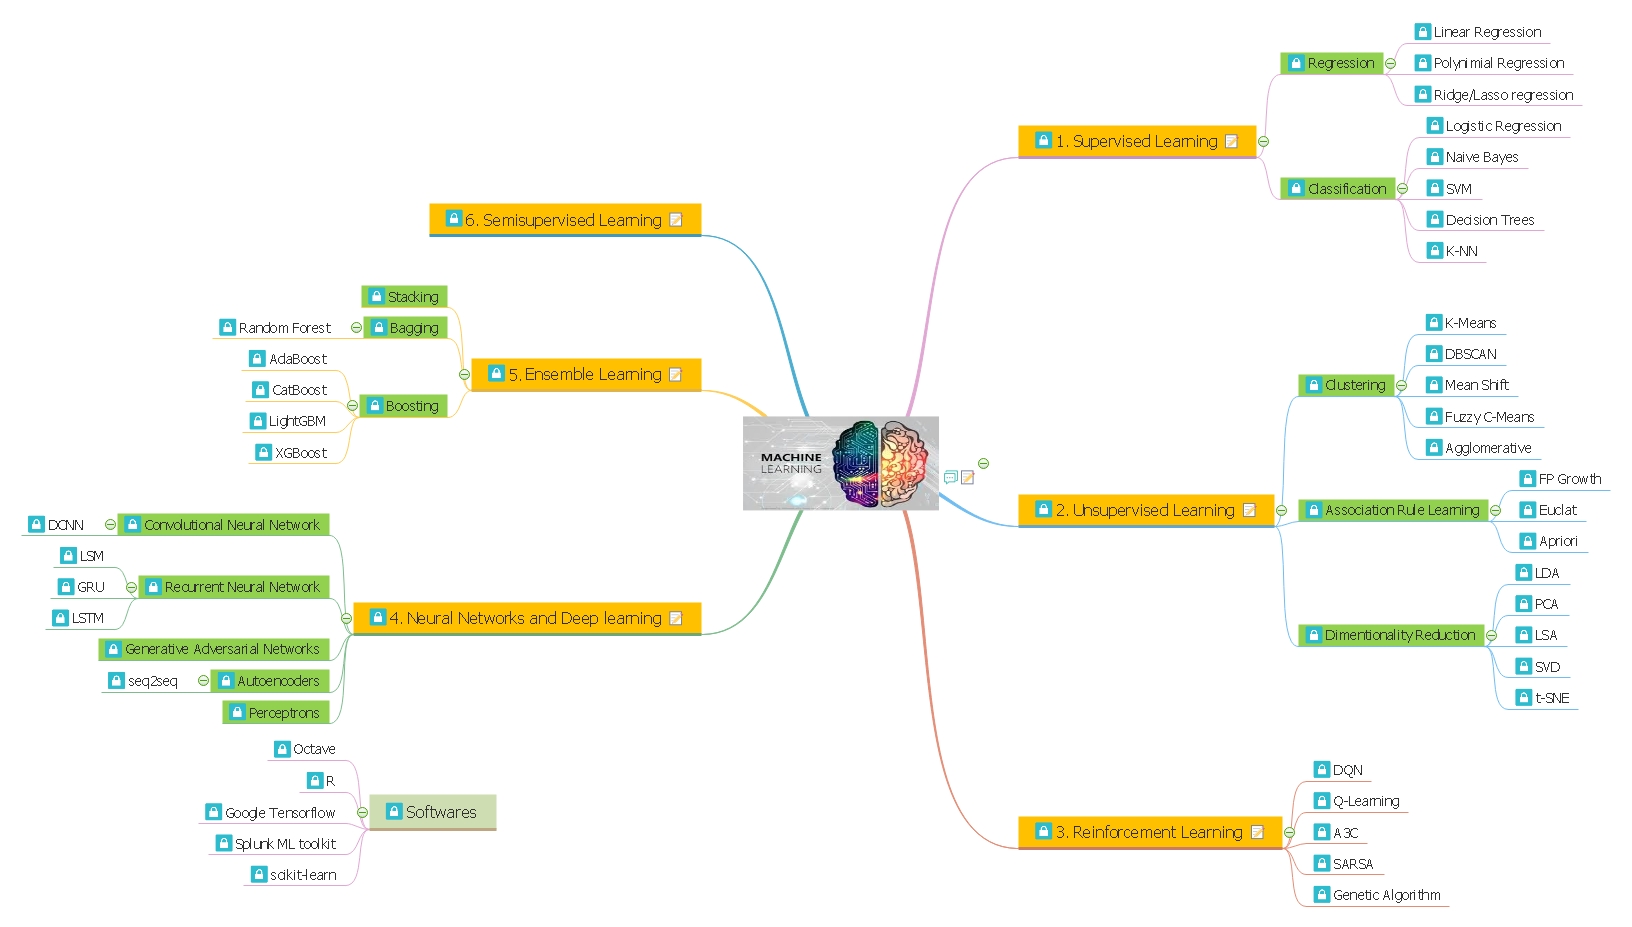 MACHINE
LEARNING
1. Supervised Learning
Regression
Linear Regression
Polynimial Regression
Ridge/Lasso regression
Classification
Logistic Regression
Naive Bayes
SVM
Decision Trees
K-NN
2. Unsupervised Learning
Clustering
K-Means
DBSCAN
Mean Shift
Fuzzy C-Means
Agglomerative
Association Rule Learning
FP Growth
Euclat
Apriori
Dimentionality Reduction
LDA
PCA
LSA
SVD
t-SNE
3. Reinforcement Learning
DQN
Q-Learning
A3C
SARSA
Genetic Algorithm
4. Neural Networks and Deep learning
Convolutional Neural Network
DCNN
Recurrent Neural Network
LSM
GRU
LSTM
Generative Adversarial Networks
Autoencoders
seq2seq
Perceptrons
5. Ensemble Learning
Stacking
Bagging
Random Forest
Boosting
AdaBoost
CatBoost
LightGBM
XGBoost
6. Semisupervised Learning
Softwares
Octave
R
Google Tensorflow
Splunk ML toolkit
scikit-learn